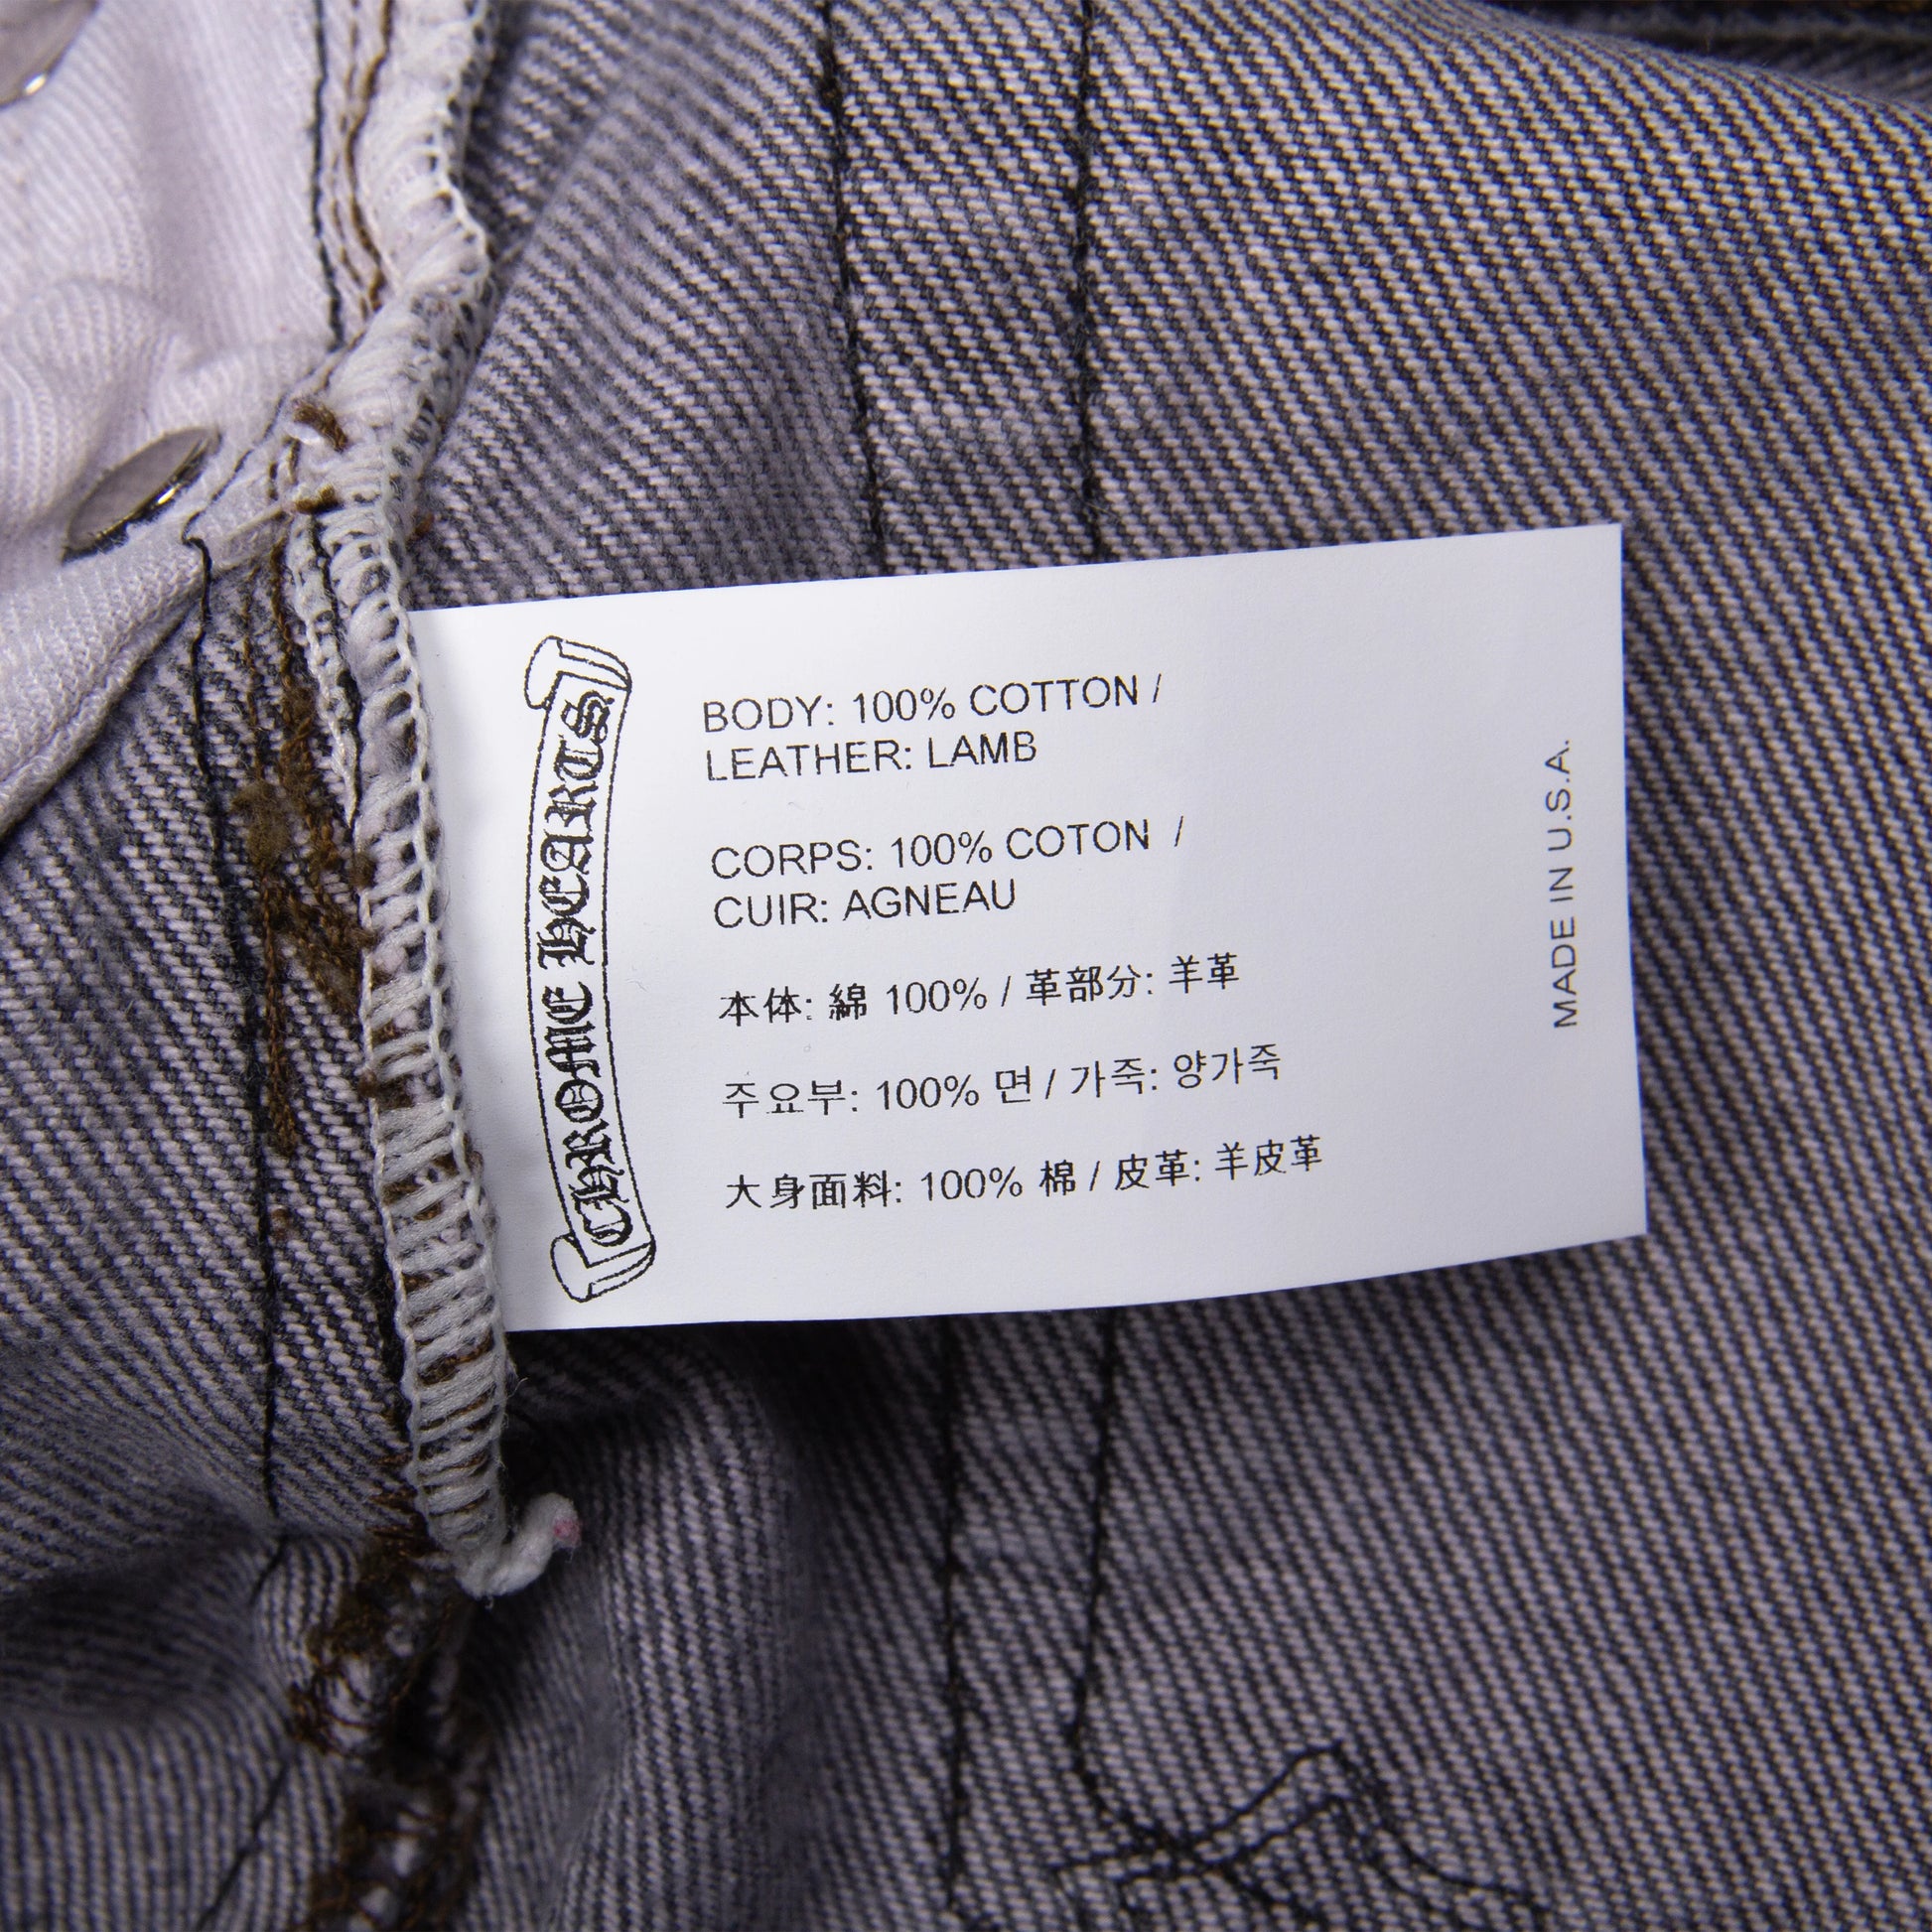 CHROME HEARTS
BODY: 100% COTTON /
LEATHER: LAMB
CORPS: 100% COTON /
CUIR: AGNEAU
本体: 綿 100% / 革部分: 羊革
주요부: 100% 면 / 가죽: 양가죽
大身面料: 100% 棉 / 皮革: 羊皮革
MADE IN U.S.A.